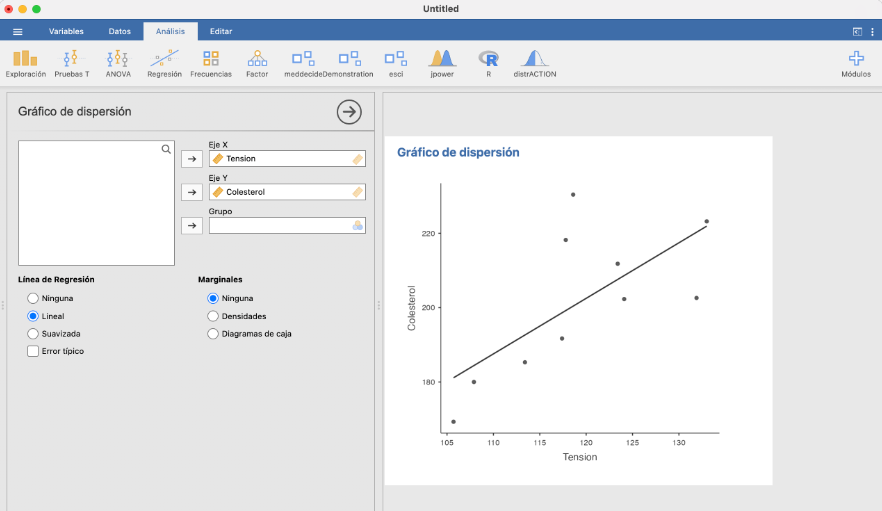 Untitled
Variables Datos Análisis Editar
Exploración Pruebas T ANOVA Regresión Frecuencias Factor meddecide Demonstration esci jpower R distrACTION Módulos
Gráfico de dispersión
Eje X
Tension
Eje Y
Colesterol
Grupo
Línea de Regresión
Ninguna
Lineal
Suavizada
Error típico
Marginales
Ninguna
Densidades
Diagramas de caja
Gráfico de dispersión
220
200
180
Colesterol
105 110 115 120 125 130
Tension